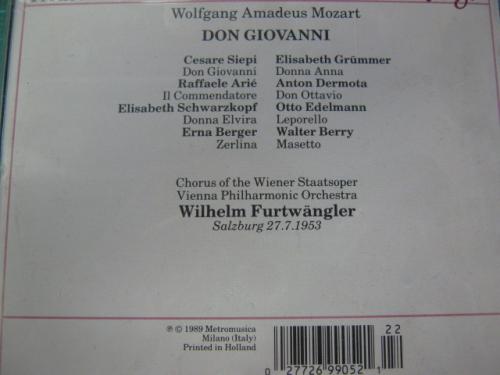 Wolfgang Amadeus Mozart
DON GIOVANNI
Cesare Siepi Elisabeth Grümmer
Don Giovanni Donna Anna
Raffaele Arié Anton Dermota
Il Commendatore Don Ottavio
Elisabeth Schwarzkopf Otto Edelmann
Donna Elvira Leporello
Erna Berger Walter Berry
Zerlina Masetto
Chorus of the Wiener Staatsoper
Vienna Philharmonic Orchestra
Wilhelm Furtwängler
Salzburg 27.7.1953
℗ © 1989 Metromusica
Milano (Italy)
Printed in Holland
22
0 27726 99052 1